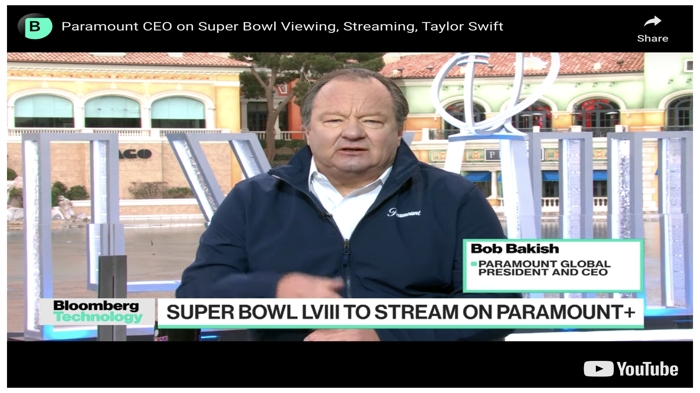 B
Paramount CEO on Super Bowl Viewing, Streaming, Taylor Swift
Share
Paramount
Bob Bakish
PARAMOUNT GLOBAL
PRESIDENT AND CEO
Bloomberg
Technology
SUPER BOWL LVIII TO STREAM ON PARAMOUNT+
YouTube